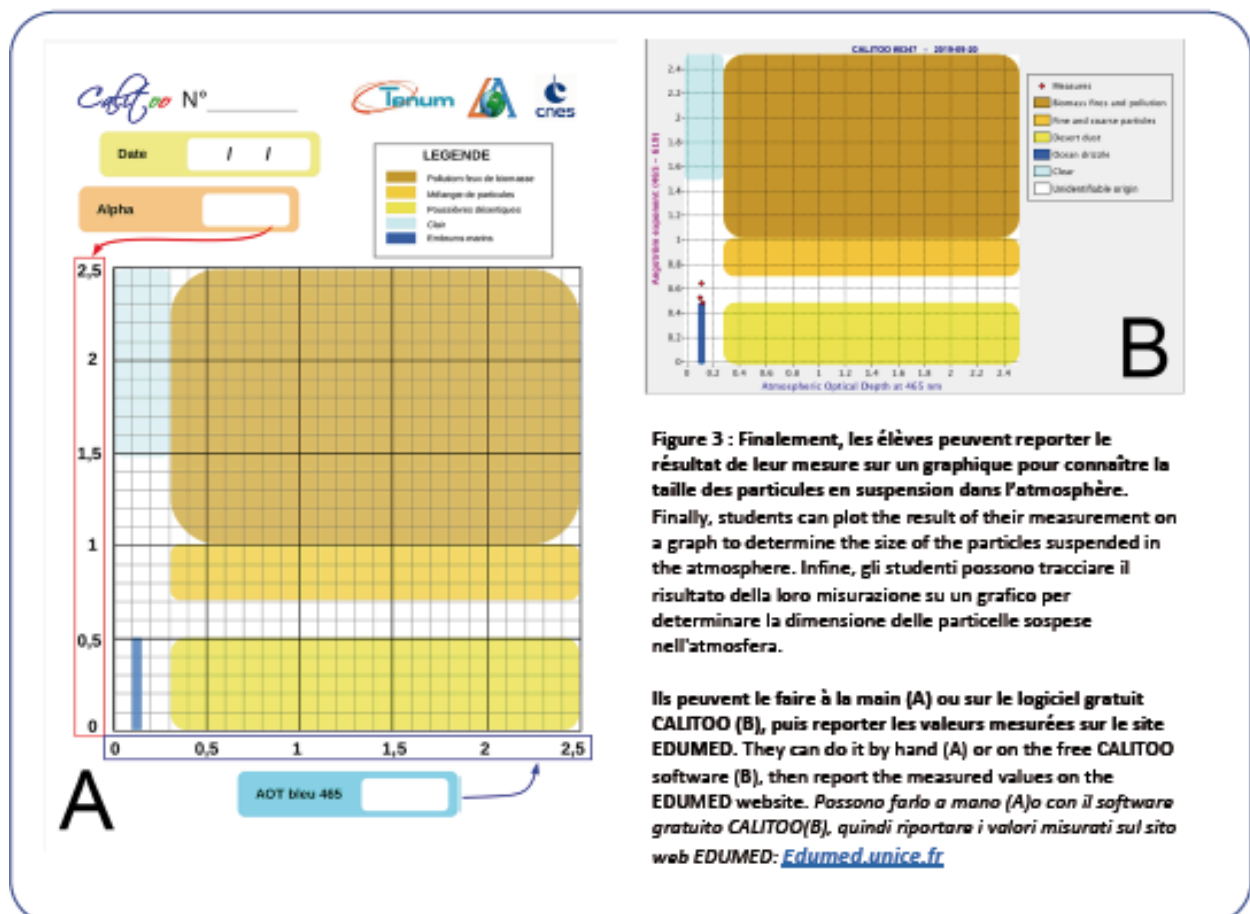 Calitoo N°
Tenum
cnes
Date / /
Alpha
LEGENDE
Pollution feux de biomasse
Mélange de particules
Poussières désertiques
Clair
Embruns marins
2,5
2
1,5
1
0,5
0
0 0,5 1 1,5 2 2,5
AOT bleu 465
A
CALITOO #0347 - 2019-09-20
Measures
Biomass fires and pollution
Fine and coarse particles
Desert dust
Ocean drizzle
Clear
Unidentifiable origin
2.4
2.2
2
1.8
1.6
1.4
1.2
1
0.8
0.6
0.4
0.2
0
0 0.2 0.4 0.6 0.8 1 1.2 1.4 1.6 1.8 2 2.2 2.4
Angström exponent (465 - 619)
Atmospheric Optical Depth at 465 nm
B
Figure 3 : Finalement, les élèves peuvent reporter le
résultat de leur mesure sur un graphique pour connaître la
taille des particules en suspension dans l'atmosphère.
Finally, students can plot the result of their measurement on
a graph to determine the size of the particles suspended in
the atmosphere. Infine, gli studenti possono tracciare il
risultato della loro misurazione su un grafico per
determinare la dimensione delle particelle sospese
nell'atmosfera.
Ils peuvent le faire à la main (A) ou sur le logiciel gratuit
CALITOO (B), puis reporter les valeurs mesurées sur le site
EDUMED. They can do it by hand (A) or on the free CALITOO
software (B), then report the measured values on the
EDUMED website. Possono farlo a mano (A)o con il software
gratuito CALITOO(B), quindi riportare i valori misurati sul sito
web EDUMED: Edumed.unice.fr